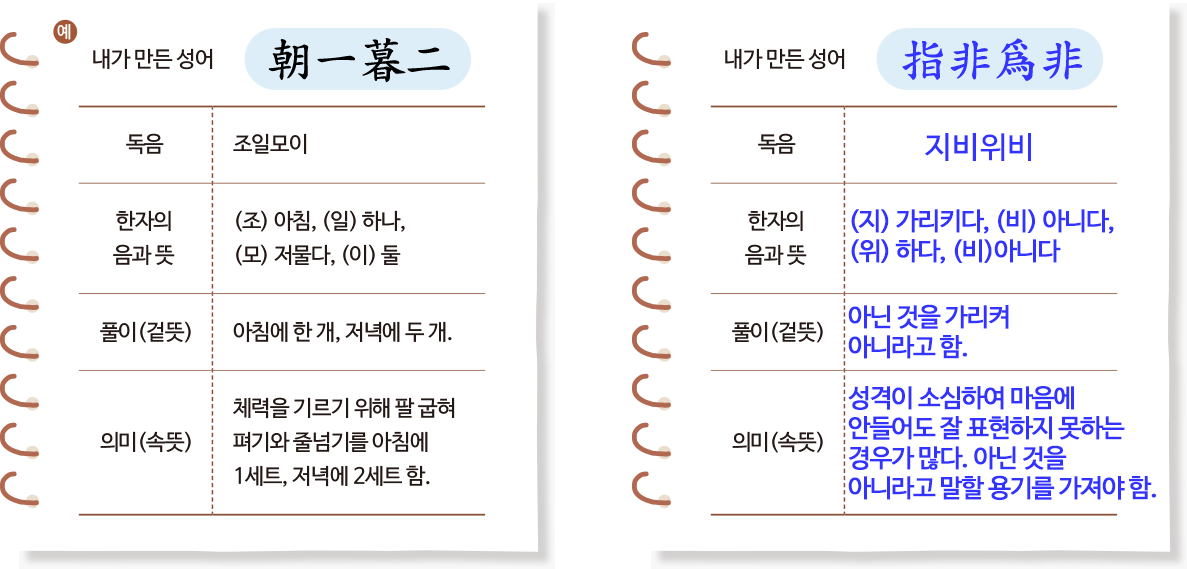 예
내가 만든 성어 朝一暮二
독음 조일모이
한자의 음과 뜻
(조) 아침, (일) 하나,
(모) 저물다, (이) 둘
풀이(겉뜻) 아침에 한 개, 저녁에 두 개.
의미(속뜻)
체력을 기르기 위해 팔 굽혀
펴기와 줄넘기를 아침에
1세트, 저녁에 2세트 함.
내가 만든 성어 指非爲非
독음 지비위비
한자의 음과 뜻
(지) 가리키다, (비) 아니다,
(위) 하다, (비)아니다
풀이(겉뜻)
아닌 것을 가리켜
아니라고 함.
의미(속뜻)
성격이 소심하여 마음에
안들어도 잘 표현하지 못하는
경우가 많다. 아닌 것을
아니라고 말할 용기를 가져야 함.